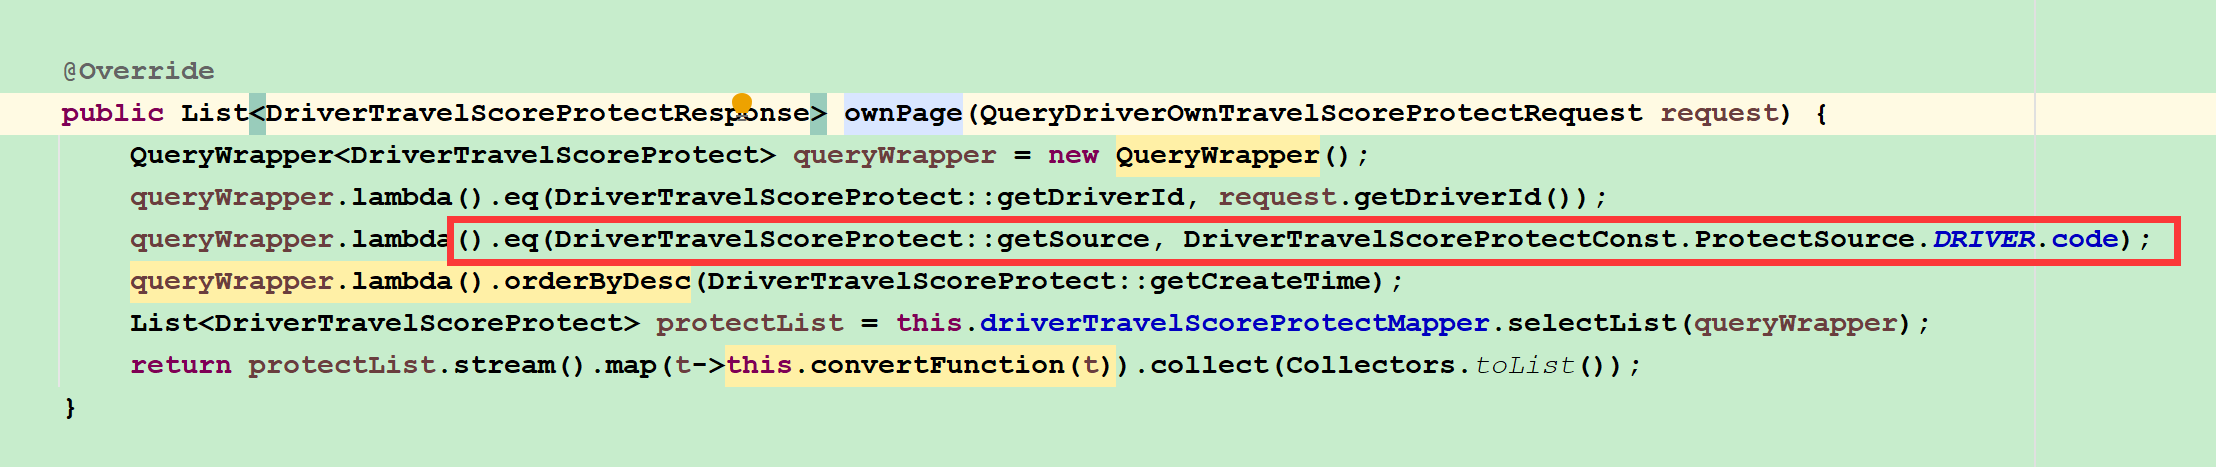 @Override
public List<DriverTravelScoreProtectResponse> ownPage(QueryDriverOwnTravelScoreProtectRequest request) {
QueryWrapper<DriverTravelScoreProtect> queryWrapper = new QueryWrapper();
queryWrapper.lambda().eq(DriverTravelScoreProtect::getDriverId, request.getDriverId());
queryWrapper.lambda().eq(DriverTravelScoreProtect::getSource, DriverTravelScoreProtectConst.ProtectSource.DRIVER.code);
queryWrapper.lambda().orderByDesc(DriverTravelScoreProtect::getCreateTime);
List<DriverTravelScoreProtect> protectList = this.driverTravelScoreProtectMapper.selectList(queryWrapper);
return protectList.stream().map(t->this.convertFunction(t)).collect(Collectors.toList());
}